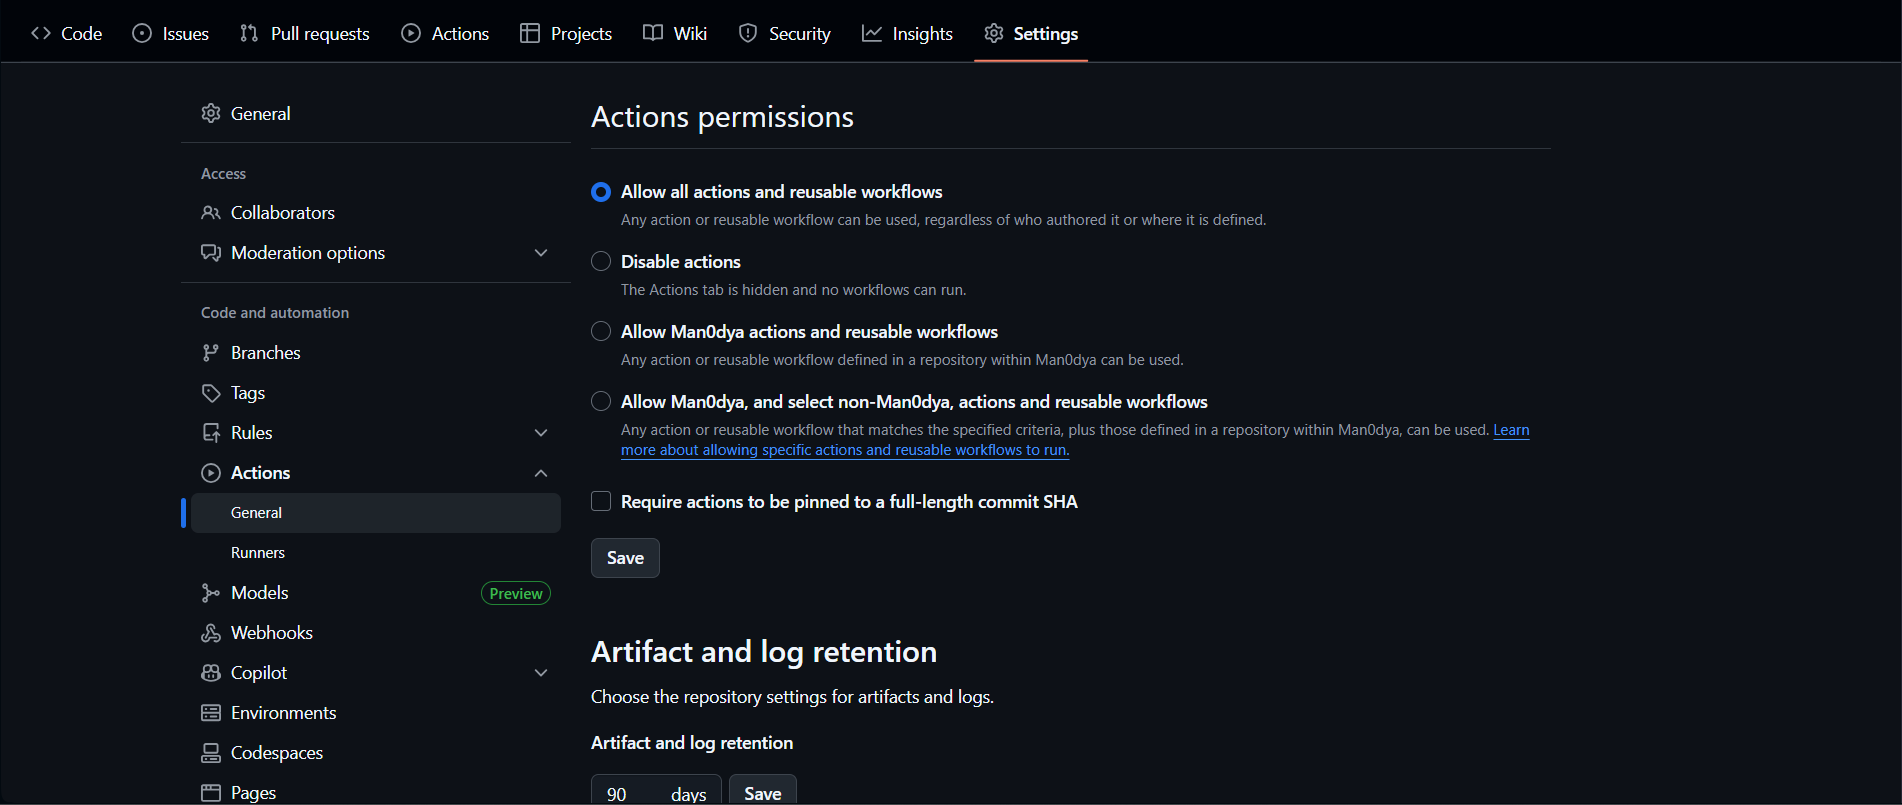 Code Issues Pull requests Actions Projects Wiki Security Insights Settings
General
Access
Collaborators
Moderation options
Code and automation
Branches
Tags
Rules
Actions
General
Runners
Models Preview
Webhooks
Copilot
Environments
Codespaces
Pages
Actions permissions
Allow all actions and reusable workflows
Any action or reusable workflow can be used, regardless of who authored it or where it is defined.
Disable actions
The Actions tab is hidden and no workflows can run.
Allow Man0dya actions and reusable workflows
Any action or reusable workflow defined in a repository within Man0dya can be used.
Allow Man0dya, and select non-Man0dya, actions and reusable workflows
Any action or reusable workflow that matches the specified criteria, plus those defined in a repository within Man0dya, can be used. Learn
more about allowing specific actions and reusable workflows to run.
Require actions to be pinned to a full-length commit SHA
Save
Artifact and log retention
Choose the repository settings for artifacts and logs.
Artifact and log retention
90 days Save